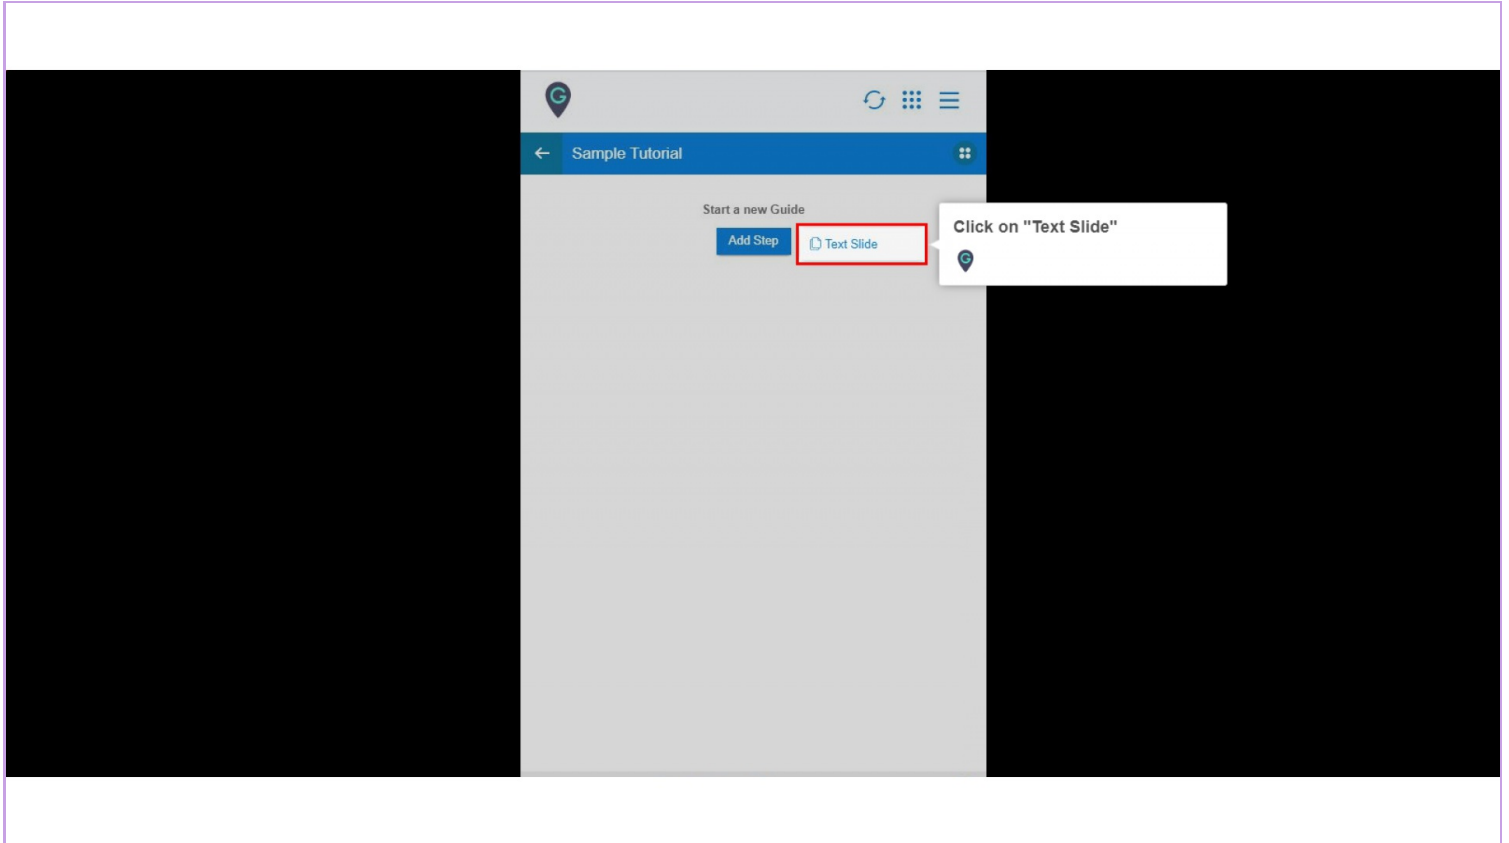 Sample Tutorial
Start a new Guide
Add Step
Text Slide
Click on "Text Slide"